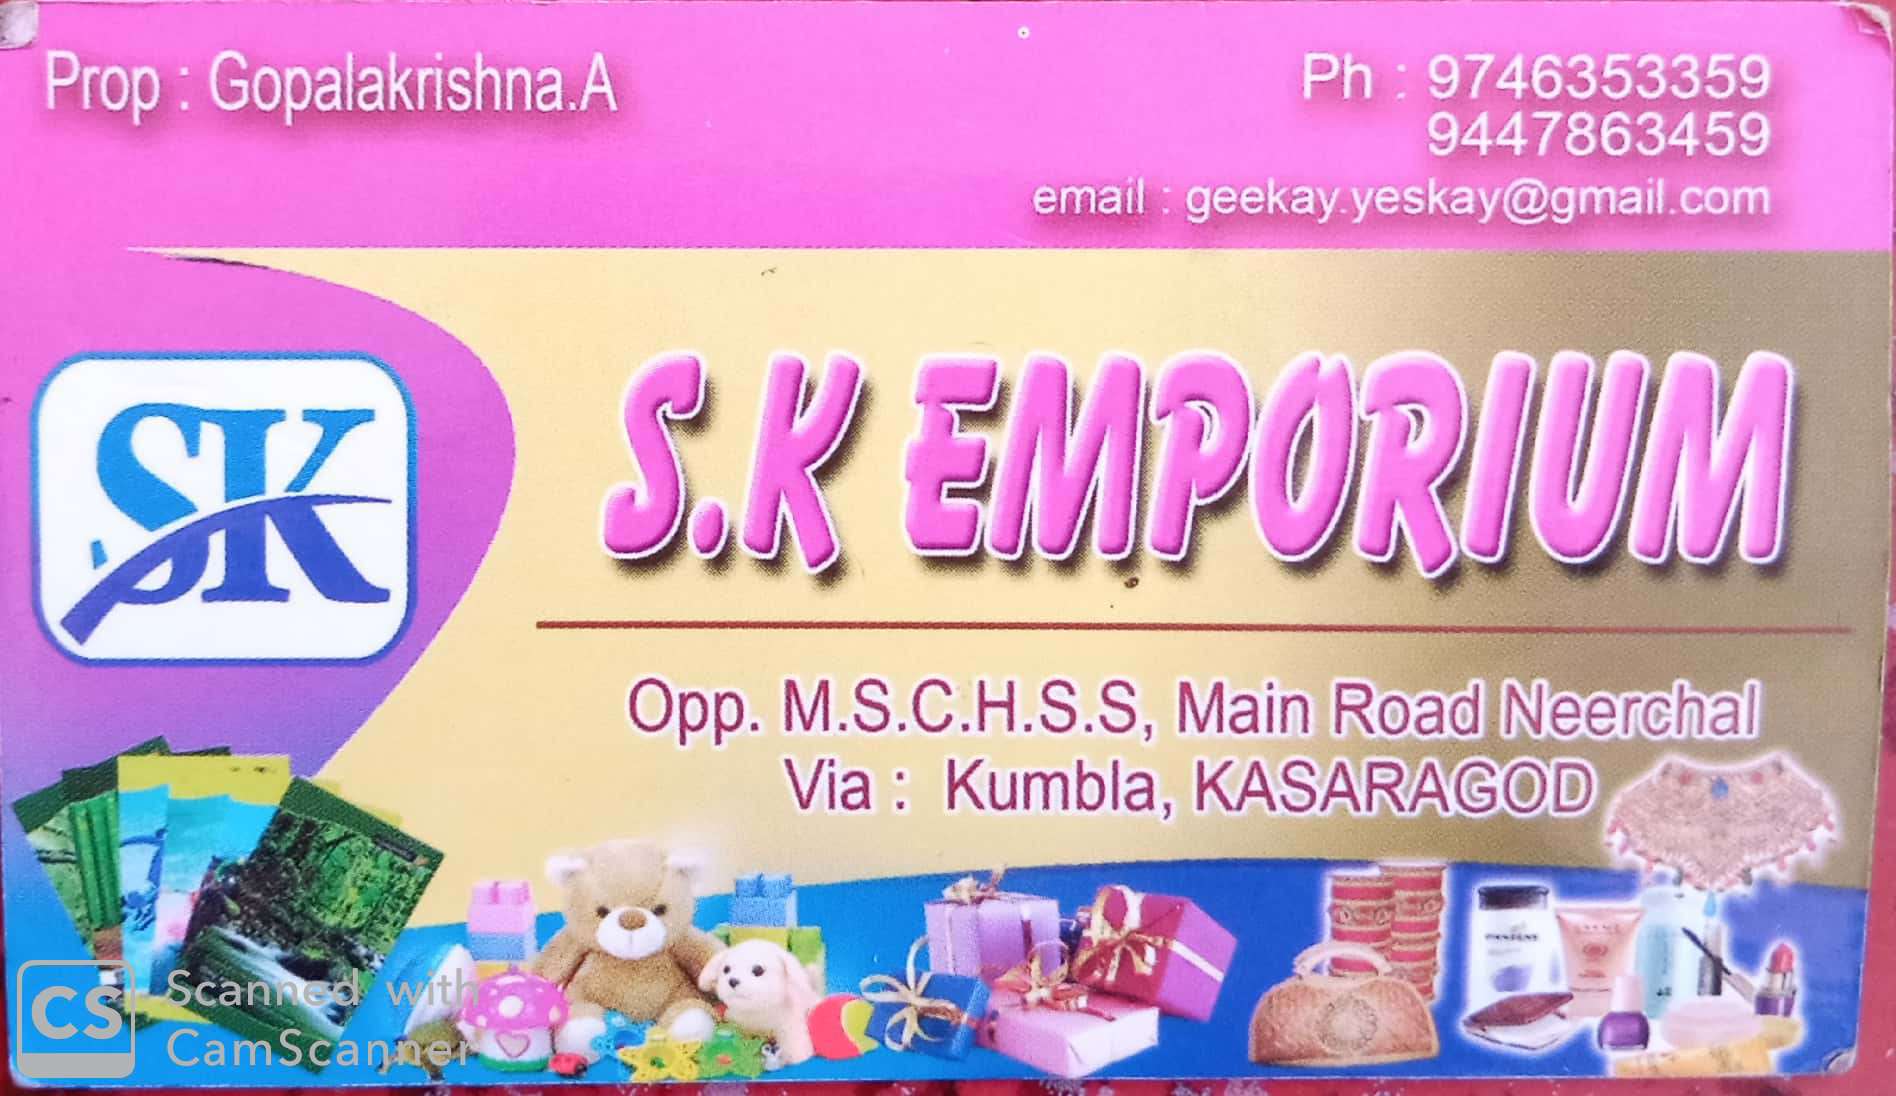 Prop : Gopalakrishna.A
Ph : 9746353359
9447863459
email : geekay.yeskay@gmail.com
SK
S.K EMPORIUM
Opp. M.S.C.H.S.S, Main Road Neerchal
Via : Kumbla, KASARAGOD
PANTENE
CS
Scanned with
CamScanner